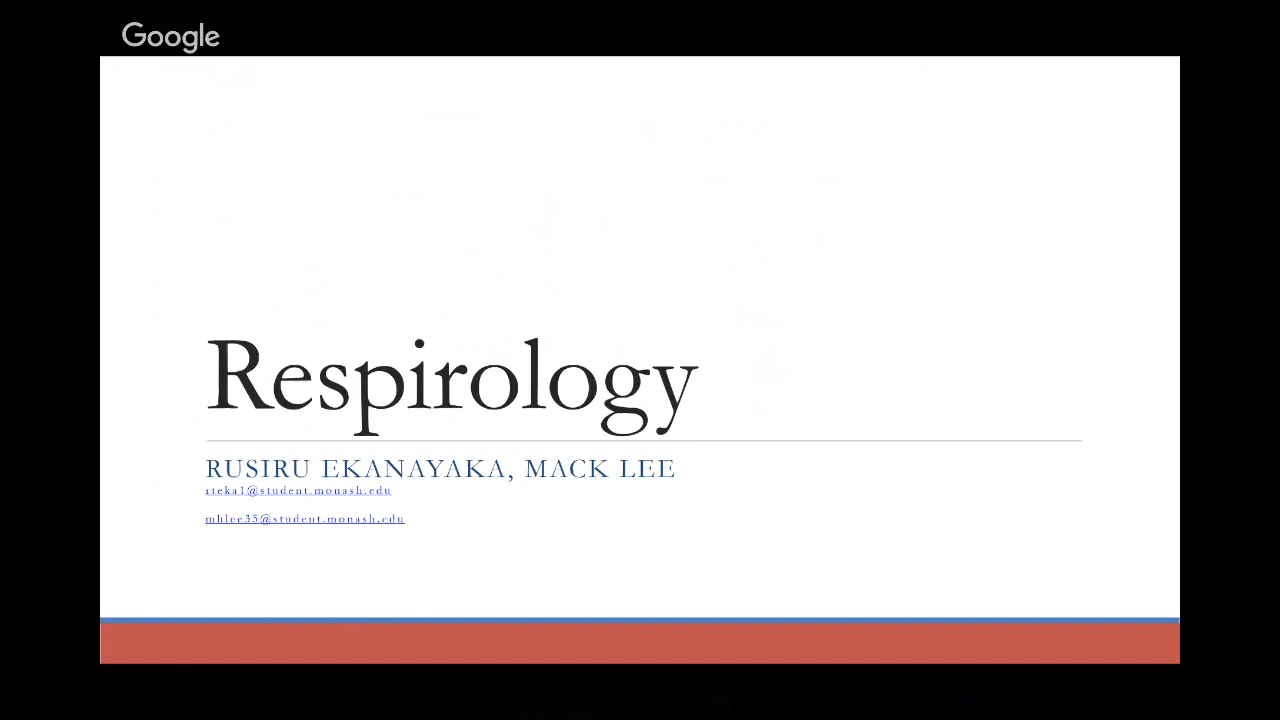 Google
Respirology
RUSIRU EKANAYAKA, MACK LEE
rteka1@student.monash.edu
mhlee35@student.monash.edu